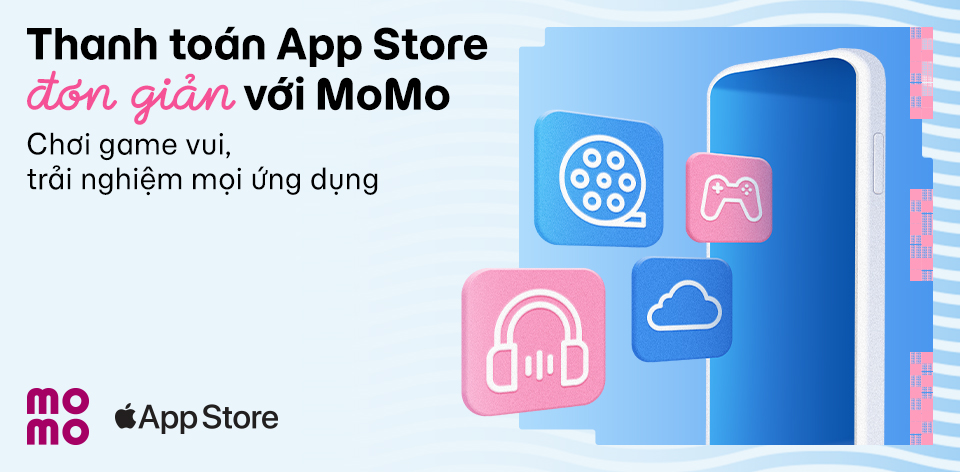 Thanh toán App Store
đơn giản với MoMo
Chơi game vui,
trải nghiệm mọi ứng dụng
mo
mo
App Store